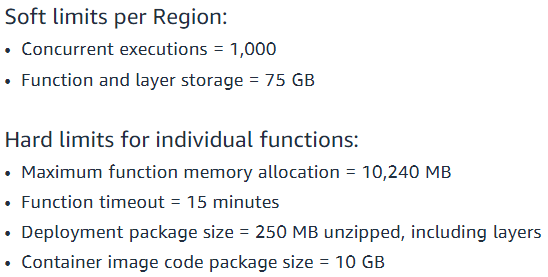 Soft limits per Region:
• Concurrent executions = 1,000
• Function and layer storage = 75 GB
Hard limits for individual functions:
• Maximum function memory allocation = 10,240 MB
• Function timeout = 15 minutes
• Deployment package size = 250 MB unzipped, including layers
• Container image code package size = 10 GB